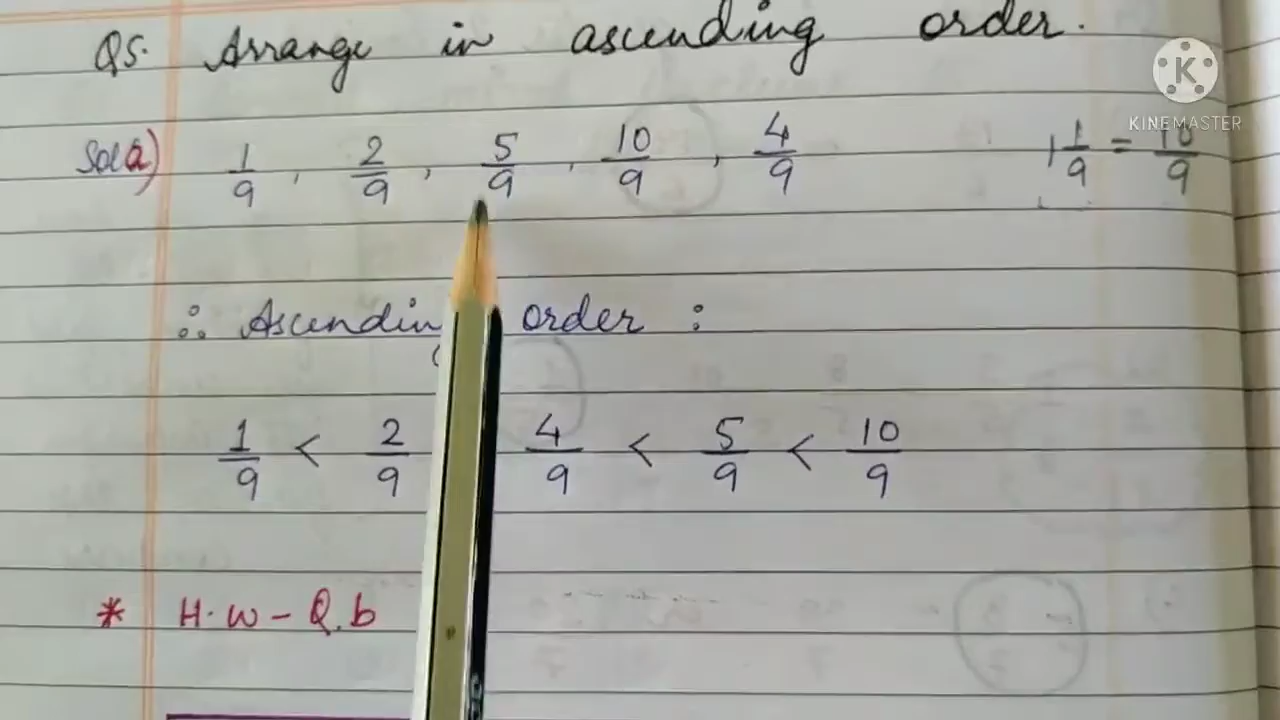 Q5. Arrange in ascending order.
Sol a) 1/9, 2/9, 5/9, 10/9, 4/9 1 1/9 = 10/9
∴ Ascending order :
1/9 < 2/9 4/9 < 5/9 < 10/9
* H.W - Q.b
KINEMASTER